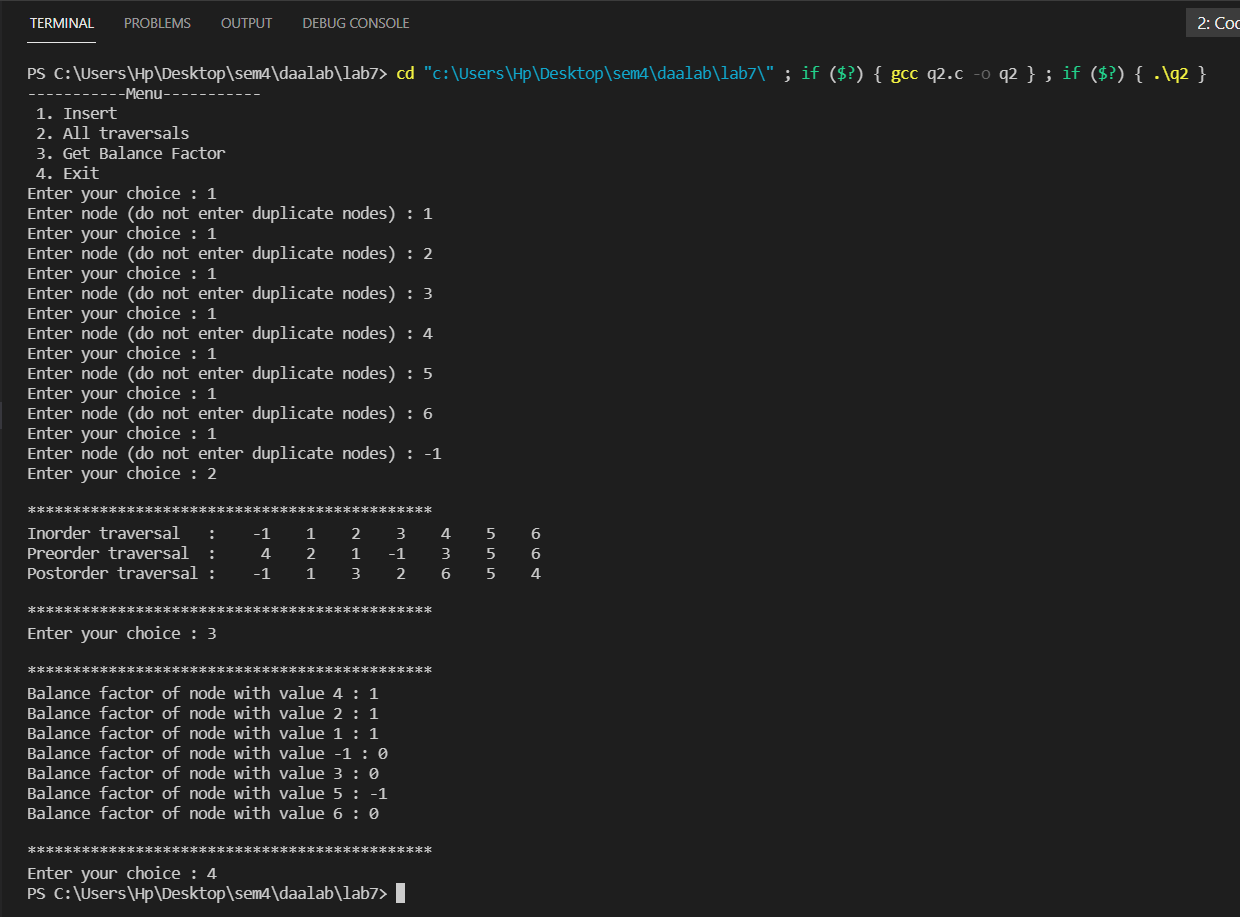 TERMINAL PROBLEMS OUTPUT DEBUG CONSOLE 2: Coo
PS C:\Users\Hp\Desktop\sem4\daalab\lab7> cd "c:\Users\Hp\Desktop\sem4\daalab\lab7\" ; if ($?) { gcc q2.c -o q2 } ; if ($?) { .\q2 }
-----------Menu-----------
1. Insert
2. All traversals
3. Get Balance Factor
4. Exit
Enter your choice : 1
Enter node (do not enter duplicate nodes) : 1
Enter your choice : 1
Enter node (do not enter duplicate nodes) : 2
Enter your choice : 1
Enter node (do not enter duplicate nodes) : 3
Enter your choice : 1
Enter node (do not enter duplicate nodes) : 4
Enter your choice : 1
Enter node (do not enter duplicate nodes) : 5
Enter your choice : 1
Enter node (do not enter duplicate nodes) : 6
Enter your choice : 1
Enter node (do not enter duplicate nodes) : -1
Enter your choice : 2
*********************************************
Inorder traversal   :    -1    1    2    3    4    5    6
Preorder traversal  :     4    2    1   -1    3    5    6
Postorder traversal :    -1    1    3    2    6    5    4
*********************************************
Enter your choice : 3
*********************************************
Balance factor of node with value 4 : 1
Balance factor of node with value 2 : 1
Balance factor of node with value 1 : 1
Balance factor of node with value -1 : 0
Balance factor of node with value 3 : 0
Balance factor of node with value 5 : -1
Balance factor of node with value 6 : 0
*********************************************
Enter your choice : 4
PS C:\Users\Hp\Desktop\sem4\daalab\lab7>